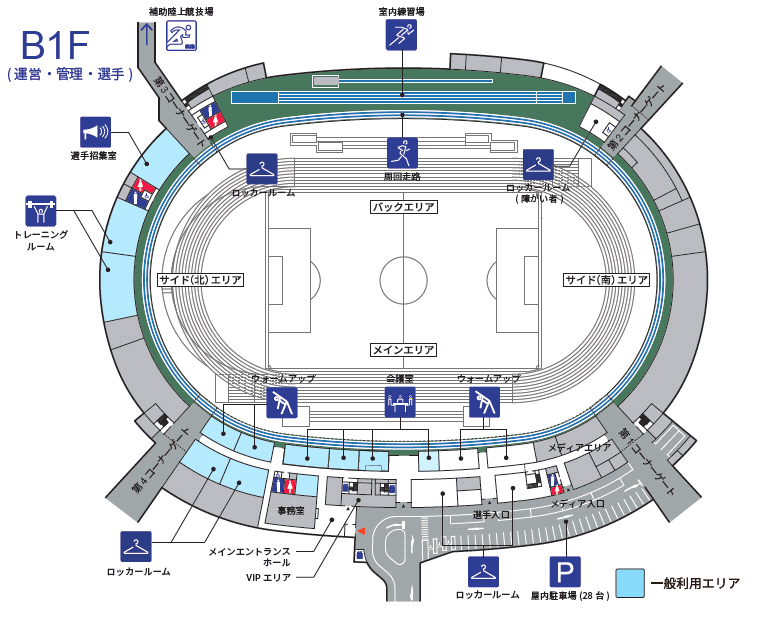 補助陸上競技場
室内練習場
B1F
(運営・管理・選手)
SUB
第3コーナーゲート
第2コーナーゲート
選手招集室
ロッカールーム
周回走路
ロッカールーム
(障がい者)
トレーニング
ルーム
バックエリア
サイド(北)エリア
サイド(南)エリア
メインエリア
ウォームアップ
会議室
ウォームアップ
第4コーナーゲート
第1コーナーゲート
メディアエリア
事務室
選手入口
メディア入口
メインエントランス
ホール
VIP エリア
ロッカールーム
ロッカールーム
P
屋内駐車場(28台)
一般利用エリア